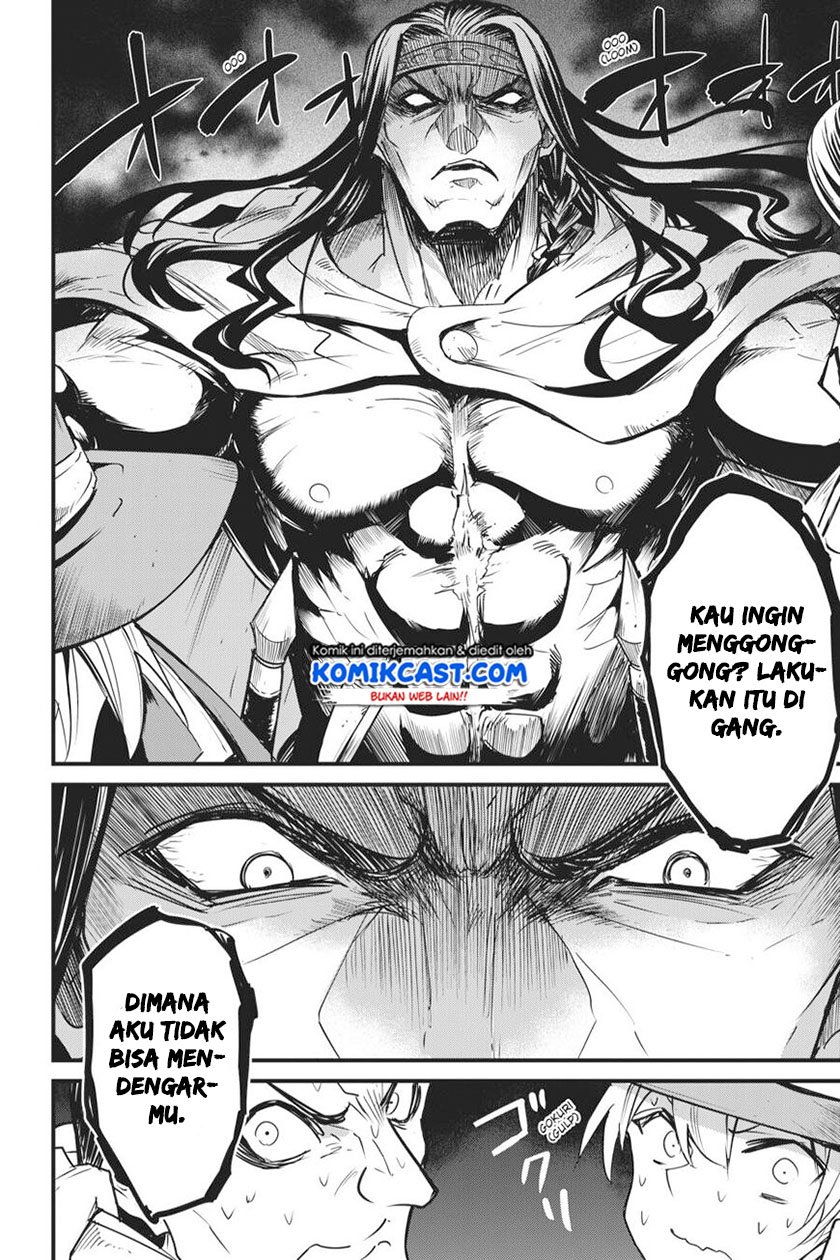 OOO
オオオオオオ
OOO
(LOOM)
KAU INGIN
MENGGONG-
GONG? LAKU-
KAN ITU DI
GANG.
Komik ini diterjemahkan & diedit oleh
KOMIKCAST.COM
BUKAN WEB LAIN!!
DIMANA
AKU TIDAK
BISA MEN-
DENGAR-
MU.
ゴク
GOKURI
(GULP)